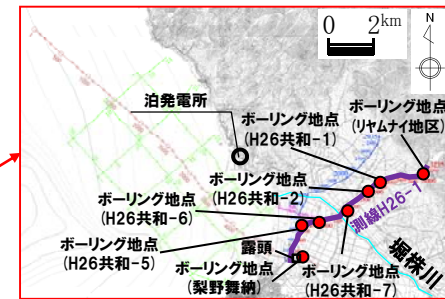 0 2km
N
泊発電所
ボーリング地点
(H26共和-1)
ボーリング地点
(リヤムナイ地区)
ボーリング地点
(H26共和-2)
ボーリング地点
(H26共和-6)
測線H26-1
ボーリング地点
(H26共和-5)
露頭
ボーリング地点
(梨野舞納)
ボーリング地点
(H26共和-7)
堀株川